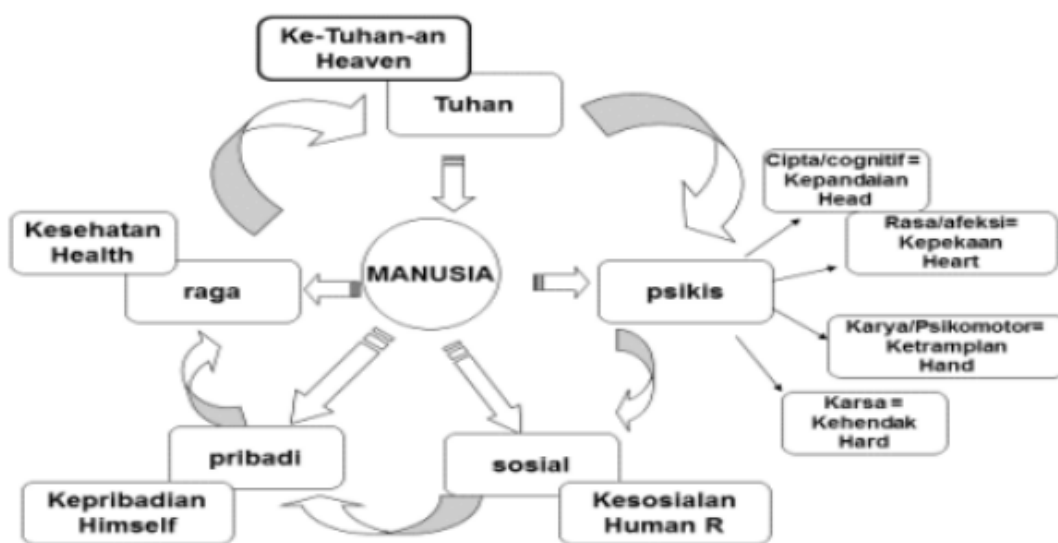 Ke-Tuhan-an
Heaven
Tuhan
Cipta/cognitif =
Kepandaian
Head
Rasa/afeksi=
Kepekaan
Heart
Kesehatan
Health
raga
MANUSIA
psikis
Karya/Psikomotor=
Ketramplan
Hand
Karsa =
Kehendak
Hard
pribadi
Kepribadian
Himself
sosial
Kesosialan
Human R